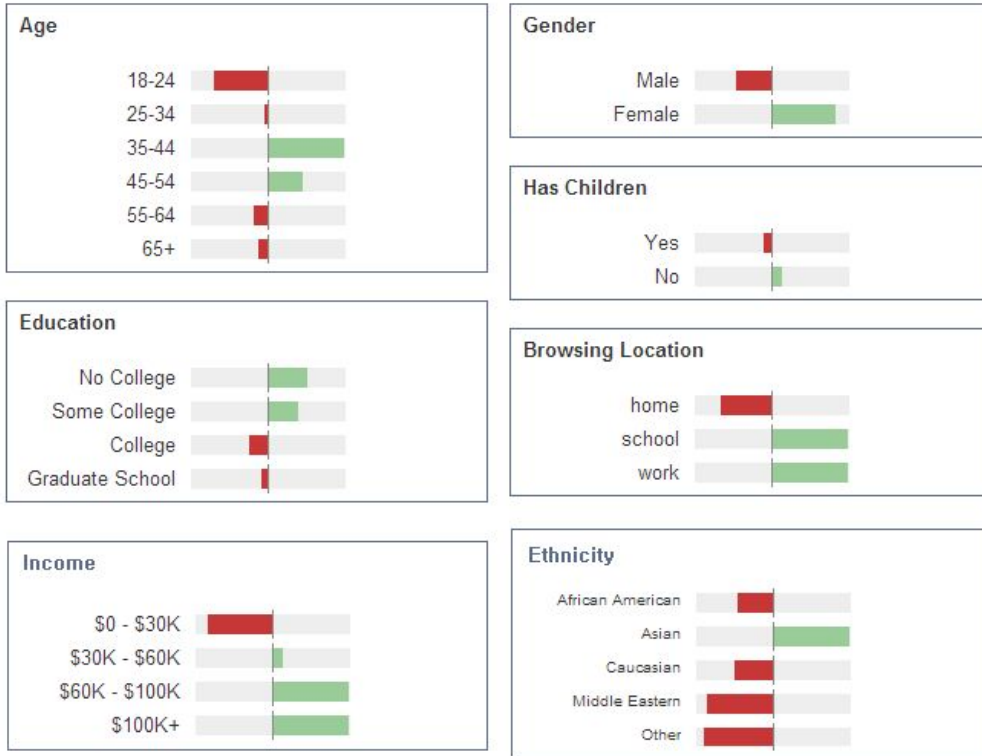 Age
18-24
25-34
35-44
45-54
55-64
65+
Education
No College
Some College
College
Graduate School
Income
$0 - $30K
$30K - $60K
$60K - $100K
$100K+
Gender
Male
Female
Has Children
Yes
No
Browsing Location
home
school
work
Ethnicity
African American
Asian
Caucasian
Middle Eastern
Other